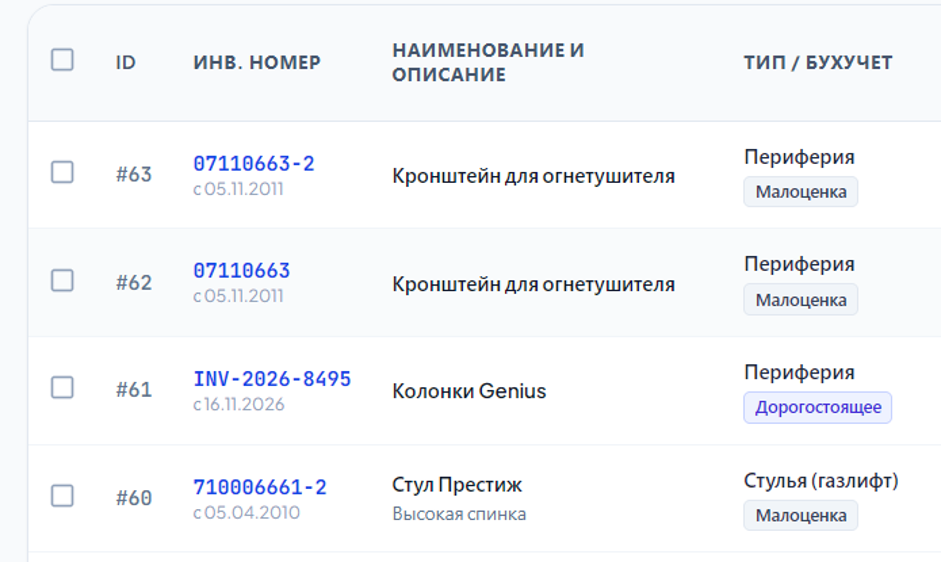 ID
ИНВ. НОМЕР
НАИМЕНОВАНИЕ И
ОПИСАНИЕ
ТИП / БУХУЧЕТ
#63
07110663-2
с 05.11.2011
Кронштейн для огнетушителя
Периферия
Малоценка
#62
07110663
с 05.11.2011
Кронштейн для огнетушителя
Периферия
Малоценка
#61
INV-2026-8495
с 16.11.2026
Колонки Genius
Периферия
Дорогостоящее
#60
710006661-2
с 05.04.2010
Стул Престиж
Высокая спинка
Стулья (газлифт)
Малоценка